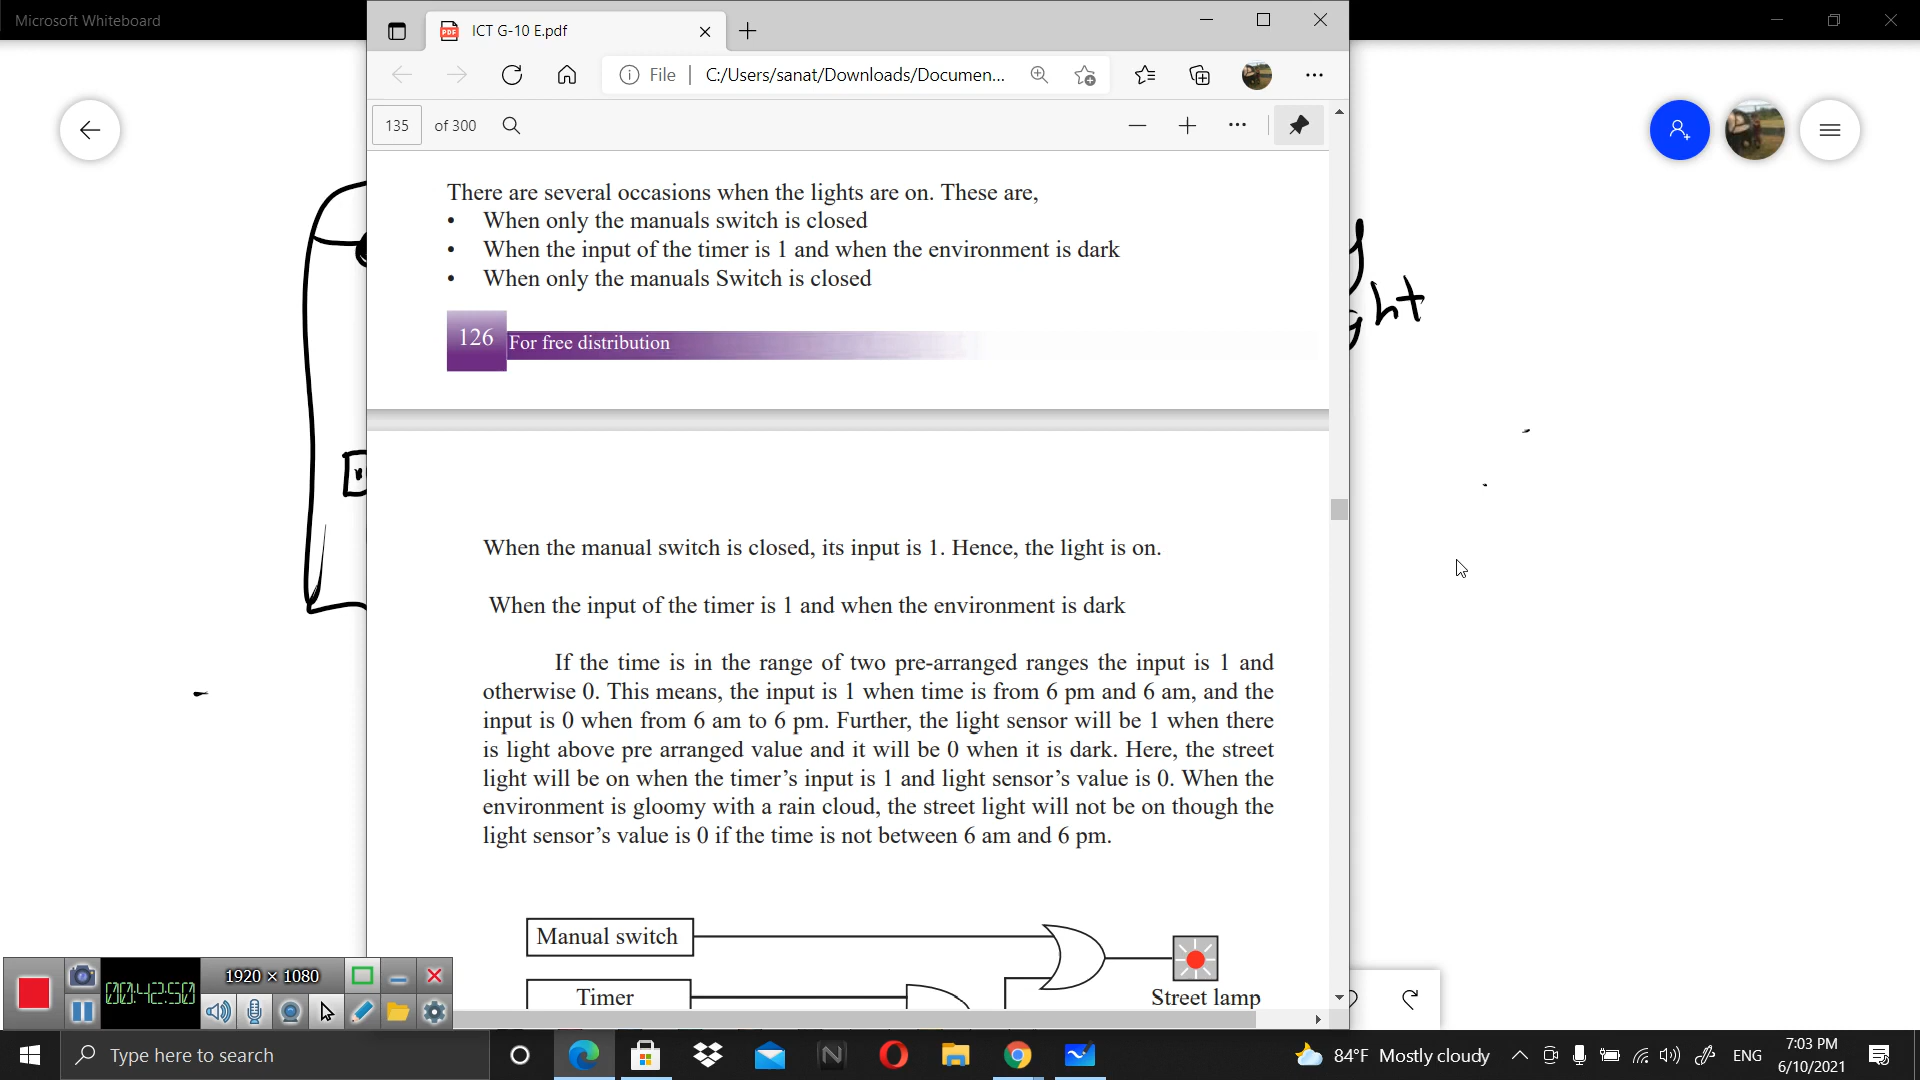 Microsoft Whiteboard
ICT G-10 E.pdf
File
C:/Users/sanat/Downloads/Documen...
135
of 300
There are several occasions when the lights are on. These are,
• When only the manuals switch is closed
• When the input of the timer is 1 and when the environment is dark
• When only the manuals Switch is closed
126
For free distribution
ght
When the manual switch is closed, its input is 1. Hence, the light is on.
When the input of the timer is 1 and when the environment is dark
If the time is in the range of two pre-arranged ranges the input is 1 and
otherwise 0. This means, the input is 1 when time is from 6 pm and 6 am, and the
input is 0 when from 6 am to 6 pm. Further, the light sensor will be 1 when there
is light above pre arranged value and it will be 0 when it is dark. Here, the street
light will be on when the timer’s input is 1 and light sensor’s value is 0. When the
environment is gloomy with a rain cloud, the street light will not be on though the
light sensor’s value is 0 if the time is not between 6 am and 6 pm.
Manual switch
Timer
Street lamp
1920 × 1080
00:42:50
Type here to search
84°F Mostly cloudy
ENG
7:03 PM
6/10/2021